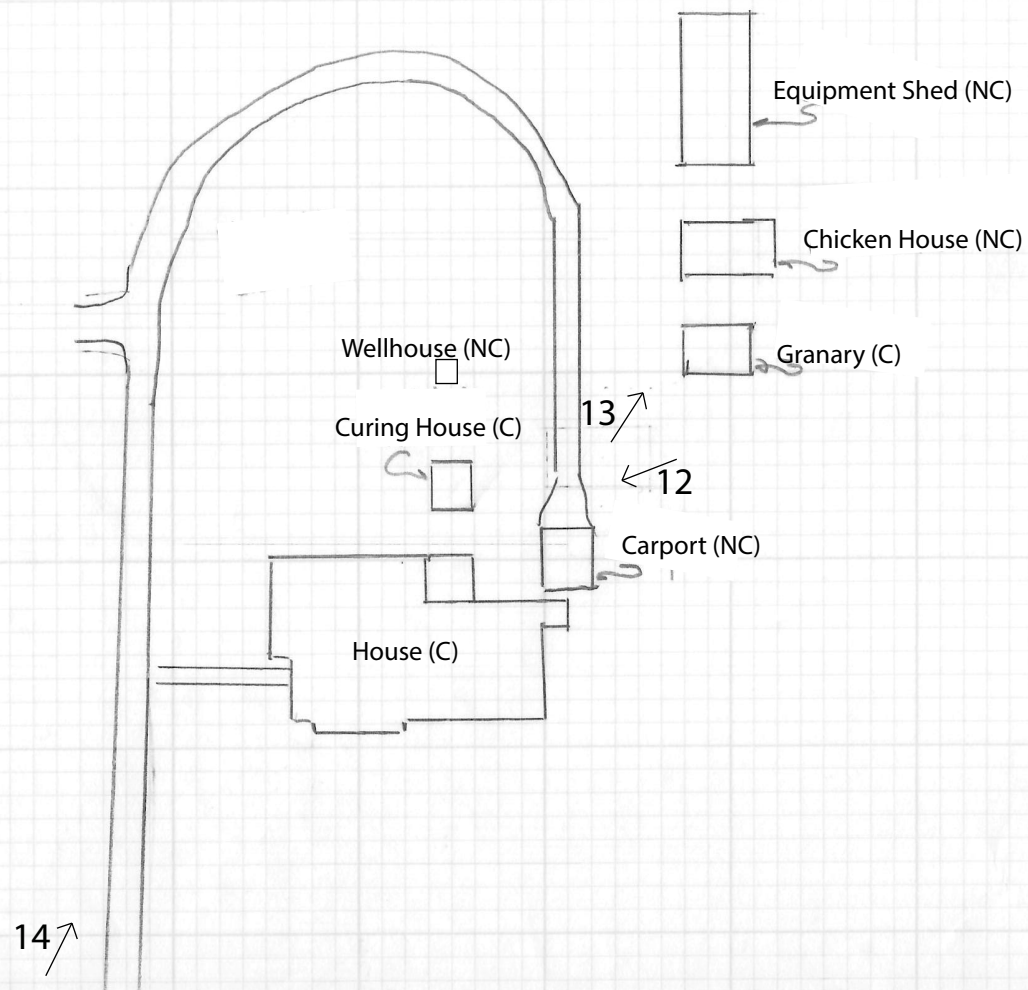 Equipment Shed (NC)
Chicken House (NC)
Wellhouse (NC)
Granary (C)
13
Curing House (C)
12
Carport (NC)
House (C)
14